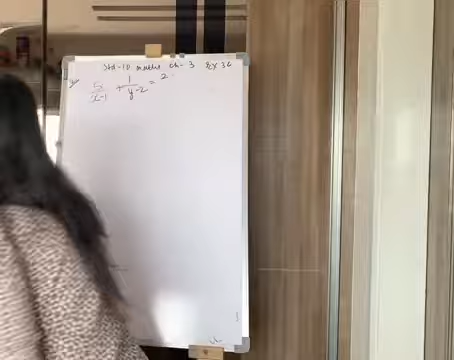 Std-10 maths ch-3 Ex 3.6
5/x-1 + 1/y-2 = 2